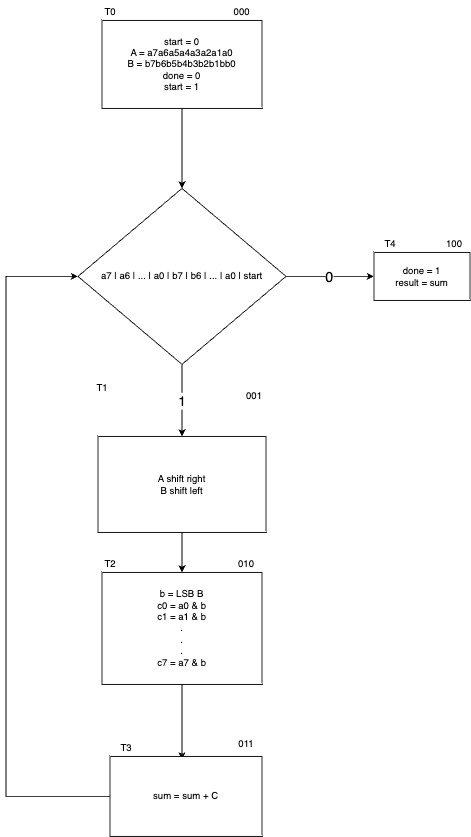 T0 000
start = 0
A = a7a6a5a4a3a2a1a0
B = b7b6b5b4b3b2b1bb0
done = 0
start = 1
a7 | a6 | ... | a0 | b7 | b6 | ... | a0 | start
0
T4 100
done = 1
result = sum
1
T1 001
A shift right
B shift left
T2 010
b = LSB B
c0 = a0 & b
c1 = a1 & b
.
.
.
c7 = a7 & b
T3 011
sum = sum + C